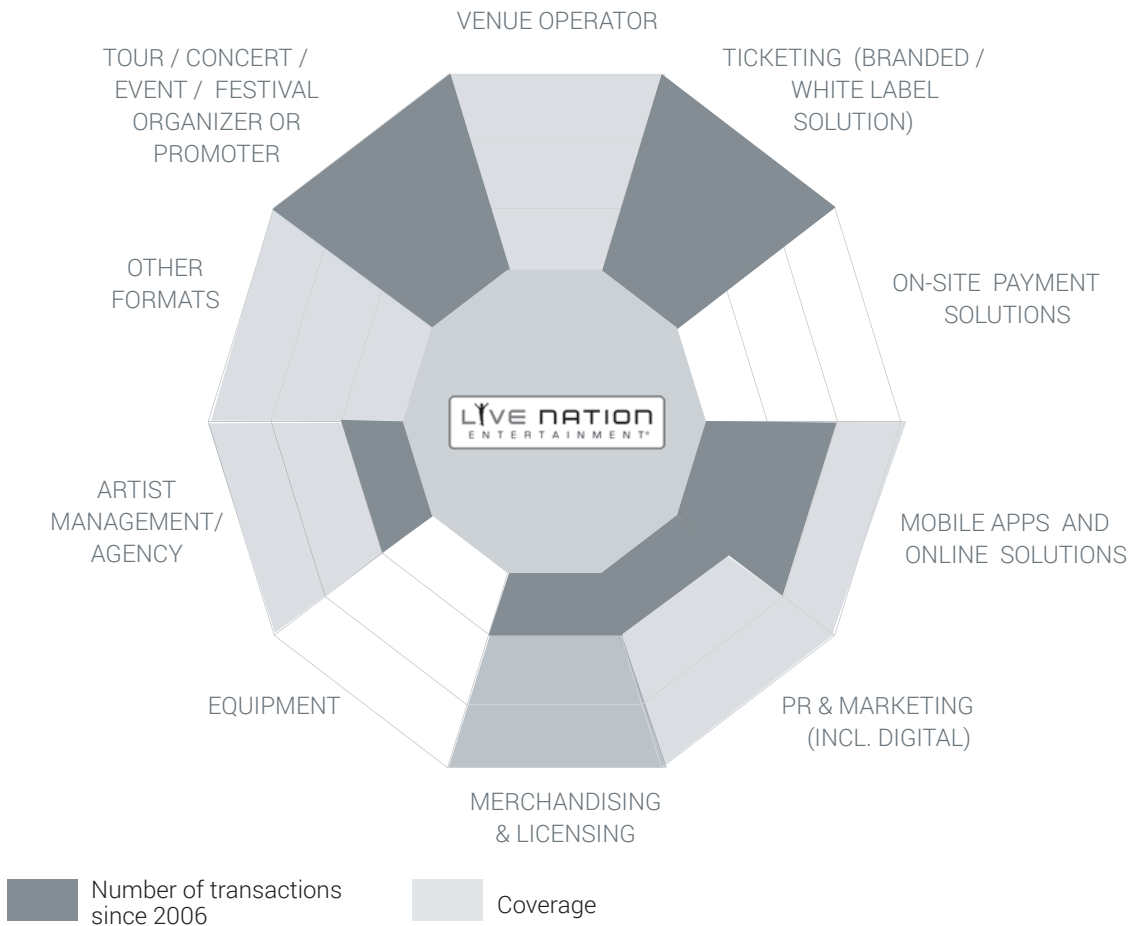 VENUE OPERATOR
TOUR / CONCERT /
EVENT / FESTIVAL
ORGANIZER OR
PROMOTER
TICKETING (BRANDED /
WHITE LABEL
SOLUTION)
OTHER
FORMATS
ON-SITE PAYMENT
SOLUTIONS
LIVE NATION
ENTERTAINMENT®
ARTIST
MANAGEMENT/
AGENCY
MOBILE APPS AND
ONLINE SOLUTIONS
EQUIPMENT
PR & MARKETING
(INCL. DIGITAL)
MERCHANDISING
& LICENSING
Number of transactions
since 2006
Coverage